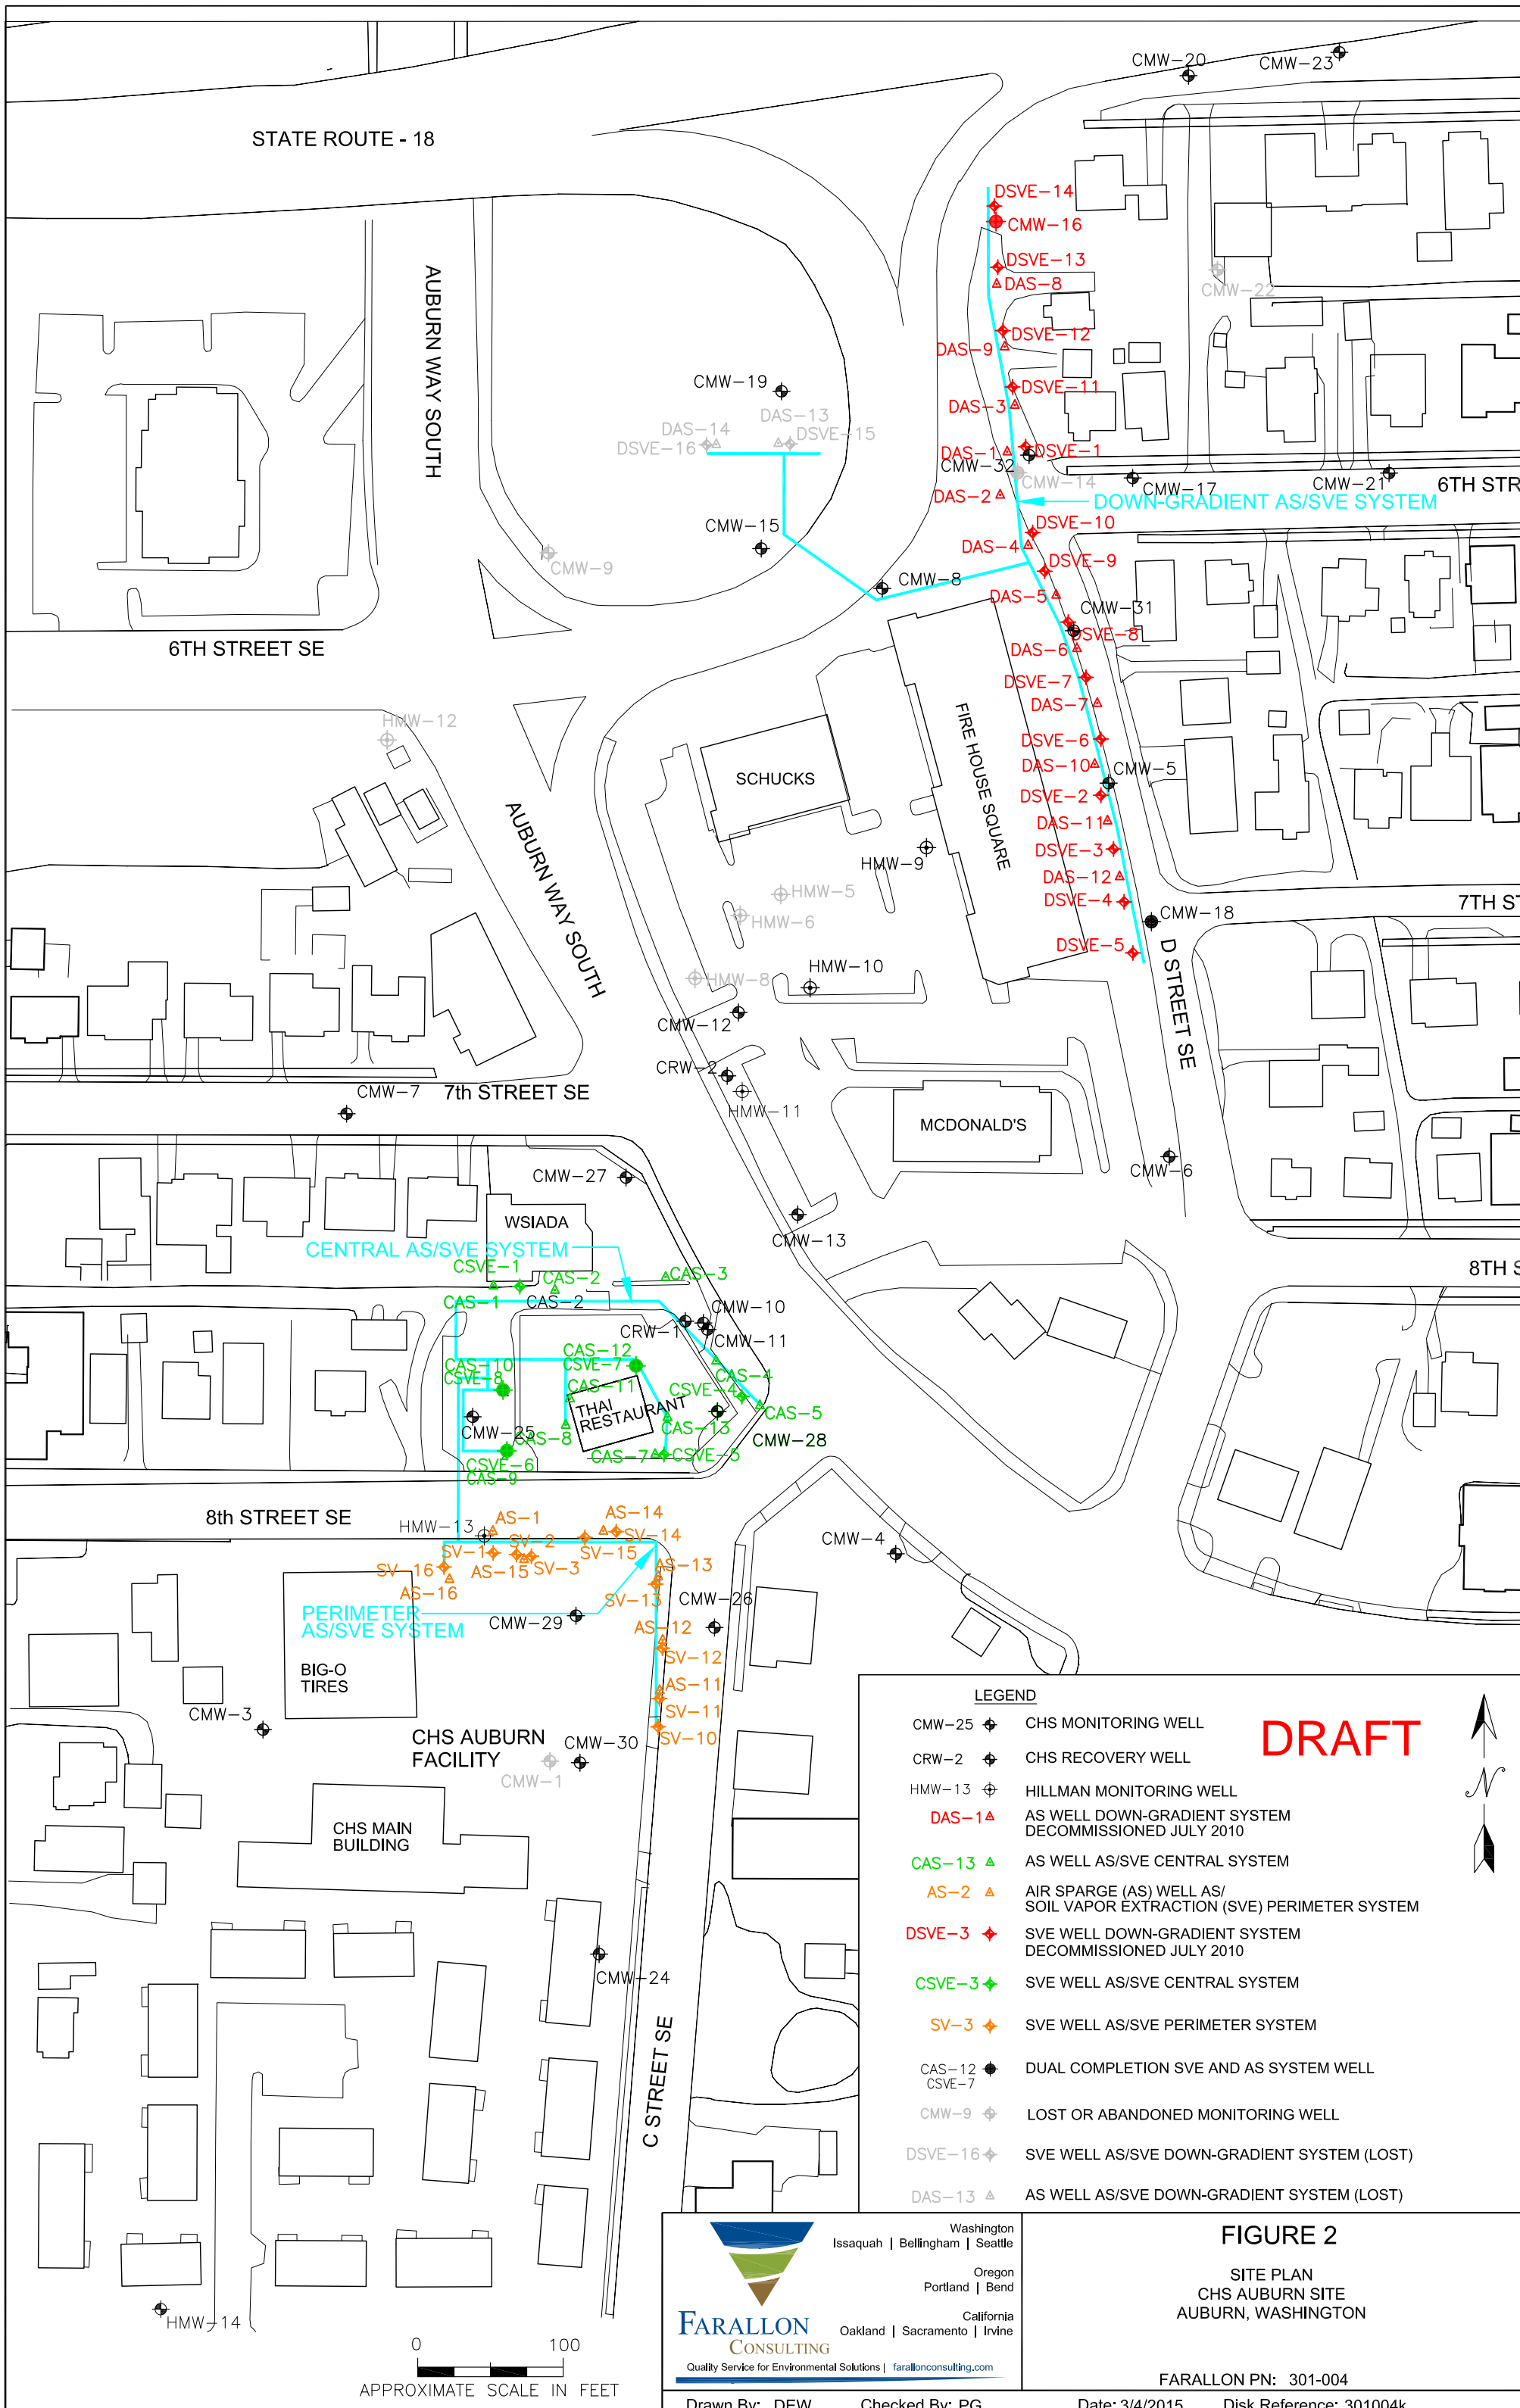 CMW-20
CMW-23
STATE ROUTE - 18
DSVE-14
CMW-16
DSVE-13
DAS-8
CMW-22
AUBURN WAY SOUTH
DSVE-12
DAS-9
CMW-19
DSVE-11
DAS-3
DAS-13
DAS-14
DSVE-15
DSVE-16
DAS-1
DSVE-1
CMW-32
CMW-14
CMW-17
CMW-21
6TH STR
DAS-2
DOWN-GRADIENT AS/SVE SYSTEM
CMW-15
DSVE-10
DAS-4
CMW-9
DSVE-9
CMW-8
DAS-5
CMW-31
DSVE-8
6TH STREET SE
DAS-6
DSVE-7
DAS-7
HMW-12
FIRE HOUSE SQUARE
DSVE-6
SCHUCKS
DAS-10
CMW-5
DSVE-2
AUBURN WAY SOUTH
DAS-11
HMW-9
DSVE-3
DAS-12
HMW-5
DSVE-4
7TH ST
HMW-6
CMW-18
DSVE-5
D STREET SE
HMW-10
HMW-8
CMW-12
CRW-2
7th STREET SE
CMW-7
HMW-11
MCDONALD'S
CMW-6
CMW-27
WSIADA
CMW-13
CENTRAL AS/SVE SYSTEM
CSVE-1
CAS-2
CAS-3
8TH S
CAS-1
CAS-2
CMW-10
CRW-1
CMW-11
CAS-12
CSVE-7
CAS-10
CSVE-8
CAS-4
CAS-11
CSVE-4
THAI
RESTAURANT
CAS-5
CMW-25
CAS-13
CAS-8
CMW-28
CAS-7
CSVE-5
CSVE-6
CAS-9
8th STREET SE
AS-1
AS-14
HMW-13
SV-14
SV-2
SV-1
SV-15
CMW-4
SV-16
AS-15
SV-3
AS-13
AS-16
SV-13
PERIMETER
AS/SVE SYSTEM
CMW-29
CMW-26
AS-12
SV-12
BIG-O
TIRES
AS-11
CMW-3
SV-11
CHS AUBURN
FACILITY
SV-10
CMW-30
CMW-1
CHS MAIN
BUILDING
CMW-24
C STREET SE
HMW-14
LEGEND
DRAFT
N
CMW-25 CHS MONITORING WELL
CRW-2 CHS RECOVERY WELL
HMW-13 HILLMAN MONITORING WELL
DAS-1 AS WELL DOWN-GRADIENT SYSTEM
DECOMMISSIONED JULY 2010
CAS-13 AS WELL AS/SVE CENTRAL SYSTEM
AS-2 AIR SPARGE (AS) WELL AS/
SOIL VAPOR EXTRACTION (SVE) PERIMETER SYSTEM
DSVE-3 SVE WELL DOWN-GRADIENT SYSTEM
DECOMMISSIONED JULY 2010
CSVE-3 SVE WELL AS/SVE CENTRAL SYSTEM
SV-3 SVE WELL AS/SVE PERIMETER SYSTEM
CAS-12
CSVE-7 DUAL COMPLETION SVE AND AS SYSTEM WELL
CMW-9 LOST OR ABANDONED MONITORING WELL
DSVE-16 SVE WELL AS/SVE DOWN-GRADIENT SYSTEM (LOST)
DAS-13 AS WELL AS/SVE DOWN-GRADIENT SYSTEM (LOST)
0 100
APPROXIMATE SCALE IN FEET
FARALLON
CONSULTING
Washington
Issaquah | Bellingham | Seattle
Oregon
Portland | Bend
California
Oakland | Sacramento | Irvine
Quality Service for Environmental Solutions | farallonconsulting.com
FIGURE 2
SITE PLAN
CHS AUBURN SITE
AUBURN, WASHINGTON
FARALLON PN: 301-004
Drawn By: DEW Checked By: PG Date: 3/4/2015 Disk Reference: 301004k